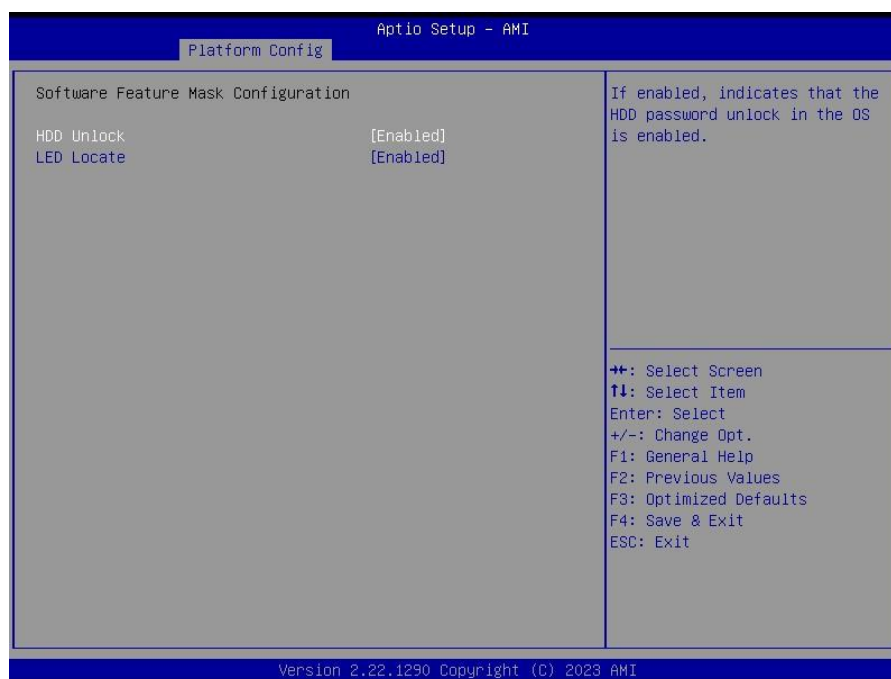 Aptio Setup – AMI
Platform Config
Software Feature Mask Configuration
HDD Unlock [Enabled]
LED Locate [Enabled]
If enabled, indicates that the
HDD password unlock in the OS
is enabled.
→←: Select Screen
↑↓: Select Item
Enter: Select
+/-: Change Opt.
F1: General Help
F2: Previous Values
F3: Optimized Defaults
F4: Save & Exit
ESC: Exit
Version 2.22.1290 Copyright (C) 2023 AMI